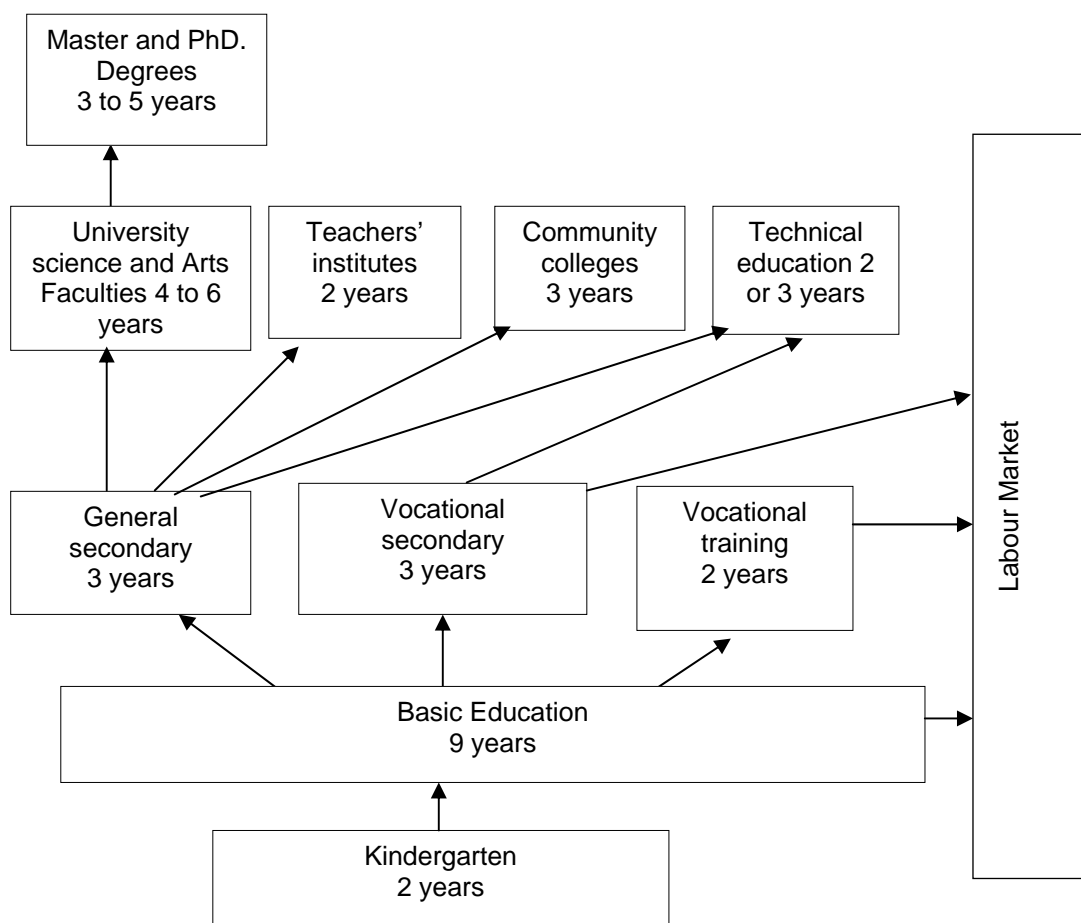 Master and PhD.
Degrees
3 to 5 years
University
science and Arts
Faculties 4 to 6
years
Teachers’
institutes
2 years
Community
colleges
3 years
Technical
education 2
or 3 years
General
secondary
3 years
Vocational
secondary
3 years
Vocational
training
2 years
Labour Market
Basic Education
9 years
Kindergarten
2 years